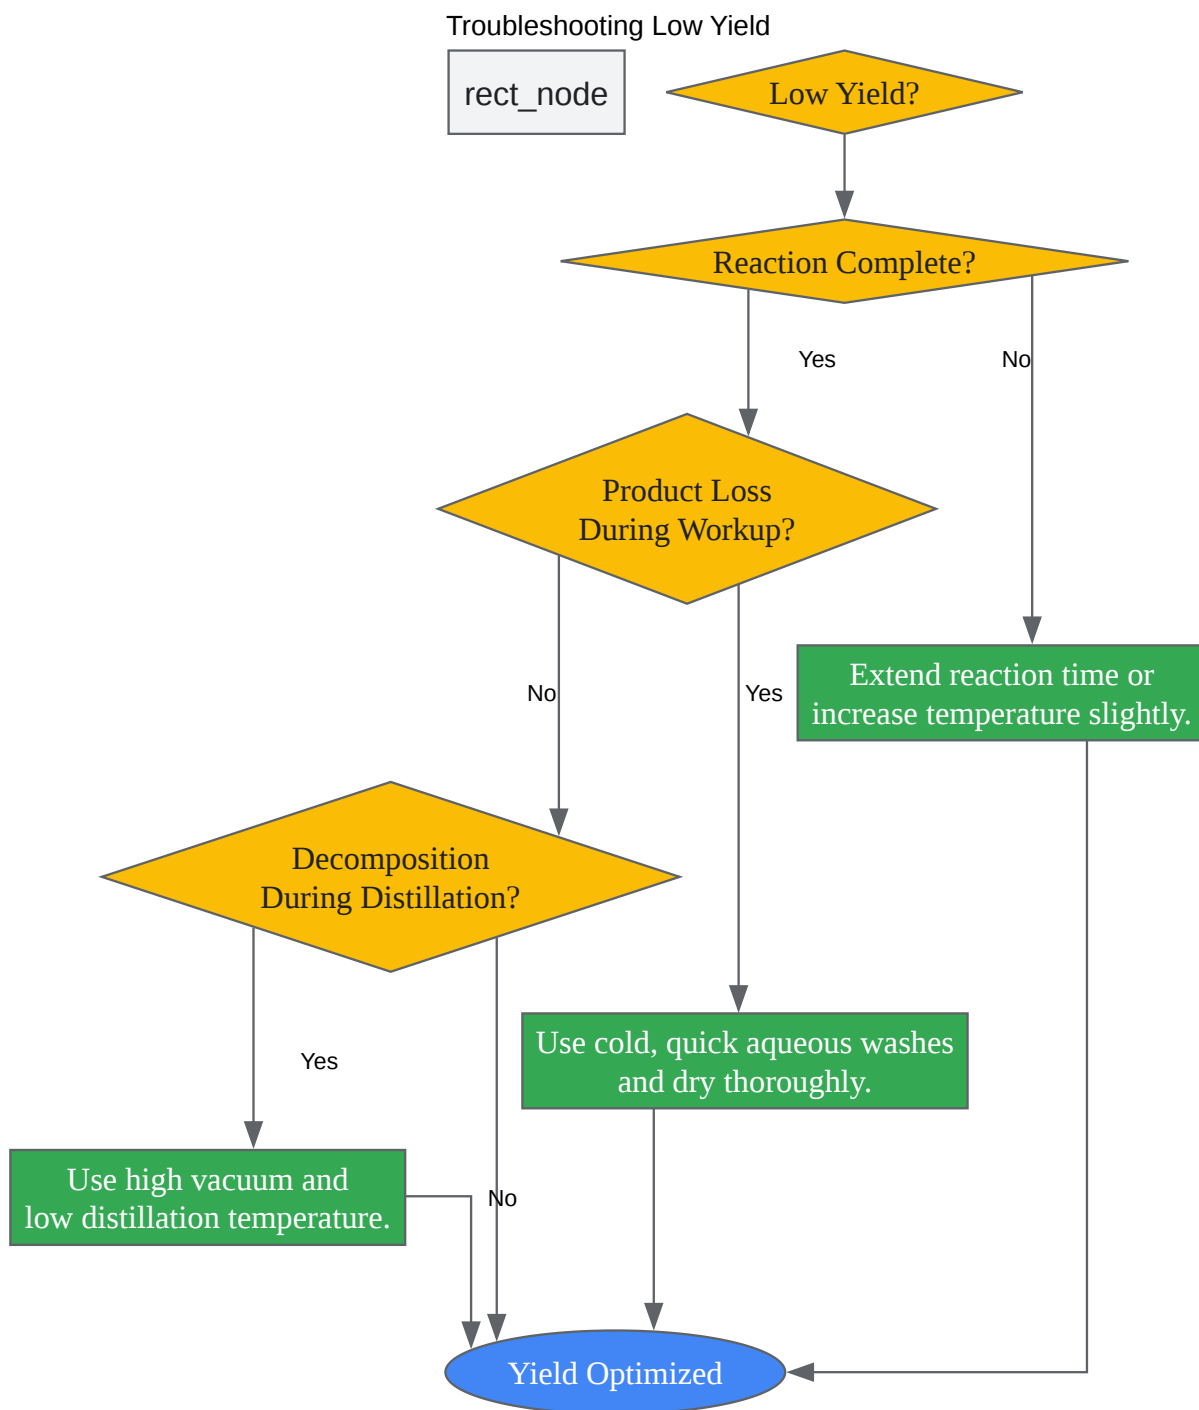 Troubleshooting Low Yield
rect_node
Low Yield?
Reaction Complete?
Yes
No
Product Loss
During Workup?
Extend reaction time or
increase temperature slightly.
No
Yes
Decomposition
During Distillation?
Use cold, quick aqueous washes
and dry thoroughly.
Yes
Use high vacuum and
low distillation temperature.
No
Yield Optimized